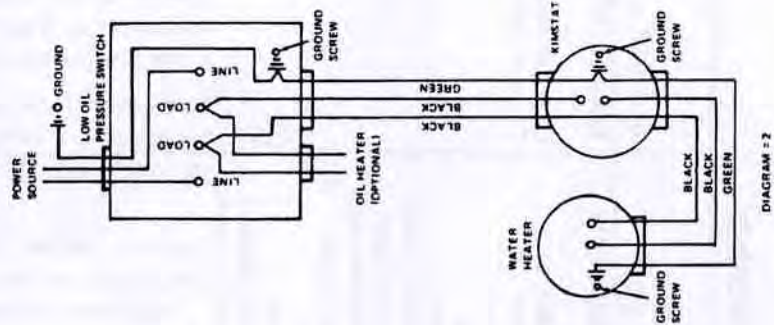 POWER
SOURCE
GROUND
LOW OIL
PRESSURE SWITCH
LINE
LOAD
LOAD
LINE
GROUND
SCREW
OIL HEATER
(OPTIONAL)
GREEN
BLACK
BLACK
KIMSTAT
GROUND
SCREW
WATER
HEATER
BLACK
BLACK
GREEN
GROUND
SCREW
DIAGRAM = 2